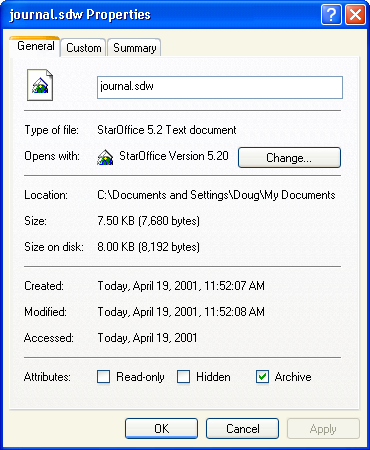 journal.sdw Properties
General Custom Summary
journal.sdw
Type of file: StarOffice 5.2 Text document
Opens with: StarOffice Version 5.20 Change...
Location: C:\Documents and Settings\Doug\My Documents
Size: 7.50 KB (7,680 bytes)
Size on disk: 8.00 KB (8,192 bytes)
Created: Today, April 19, 2001, 11:52:07 AM
Modified: Today, April 19, 2001, 11:52:08 AM
Accessed: Today, April 19, 2001
Attributes: Read-only Hidden Archive
OK Cancel Apply